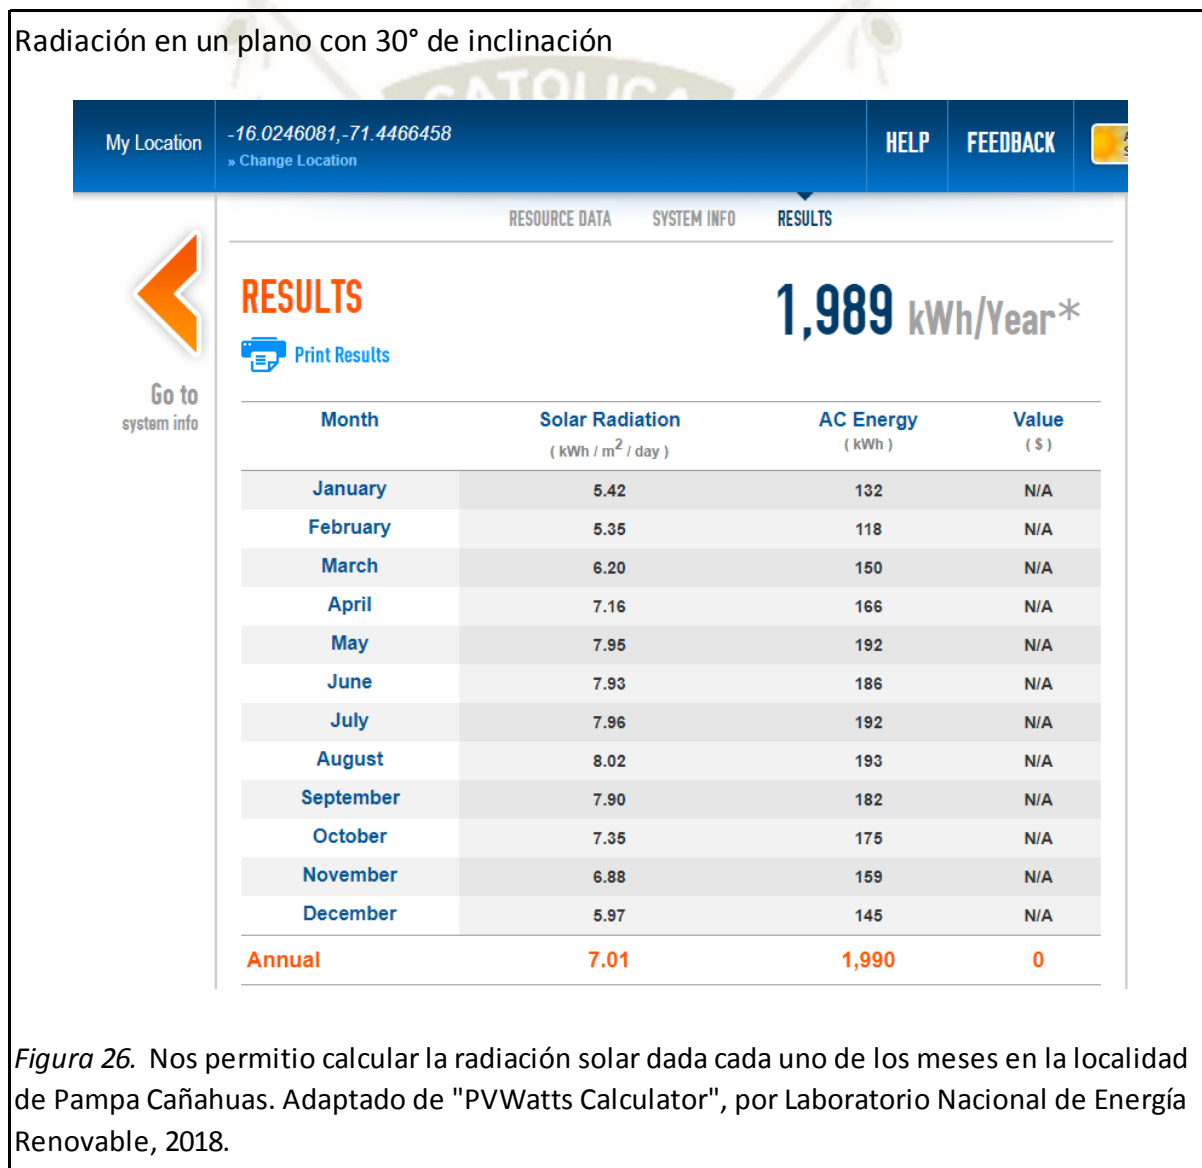 Radiación en un plano con 30° de inclinación
CATOLICA
My Location
-16.0246081,-71.4466458
» Change Location
HELP
FEEDBACK
RESOURCE DATA SYSTEM INFO RESULTS
RESULTS
1,989 kWh/Year*
Print Results
Go to
system info
Month Solar Radiation AC Energy Value
( kWh / m2 / day ) ( kWh ) ( $ )
January 5.42 132 N/A
February 5.35 118 N/A
March 6.20 150 N/A
April 7.16 166 N/A
May 7.95 192 N/A
June 7.93 186 N/A
July 7.96 192 N/A
August 8.02 193 N/A
September 7.90 182 N/A
October 7.35 175 N/A
November 6.88 159 N/A
December 5.97 145 N/A
Annual 7.01 1,990 0
Figura 26. Nos permitio calcular la radiación solar dada cada uno de los meses en la localidad
de Pampa Cañahuas. Adaptado de "PVWatts Calculator", por Laboratorio Nacional de Energía
Renovable, 2018.